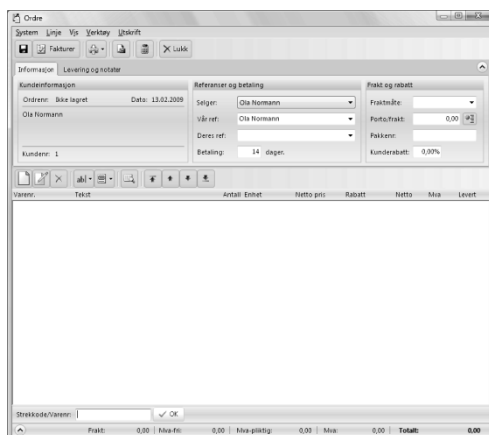 Ordre
System Linje Vis Verktøy Utskrift
Fakturer Lukk
Informasjon Levering og notater
Kundeinformasjon
Ordrenr: Ikke lagret Dato: 13.02.2009
Ola Normann
Kundenr: 1
Referanser og betaling
Selger: Ola Normann
Vår ref: Ola Normann
Deres ref:
Betaling: 14 dager.
Frakt og rabatt
Fraktmåte:
Porto/frakt: 0,00
Pakkenr:
Kunderabatt: 0,00%
abl
Varenr. Tekst Antall Enhet Netto pris Rabatt Netto Mva Levert
Strekkode/Varenr: OK
Frakt: 0,00 Mva-fri: 0,00 Mva-pliktig: 0,00 Mva: 0,00 Totalt: 0,00